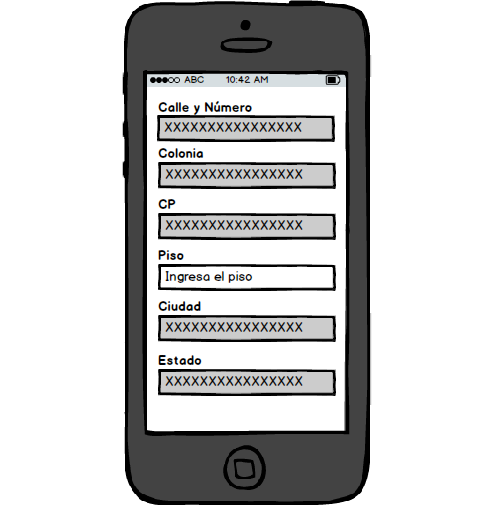 ABC 10:42 AM
Calle y Número
XXXXXXXXXXXXXXXX
Colonia
XXXXXXXXXXXXXXXX
CP
XXXXXXXXXXXXXXXX
Piso
Ingresa el piso
Ciudad
XXXXXXXXXXXXXXXX
Estado
XXXXXXXXXXXXXXXX